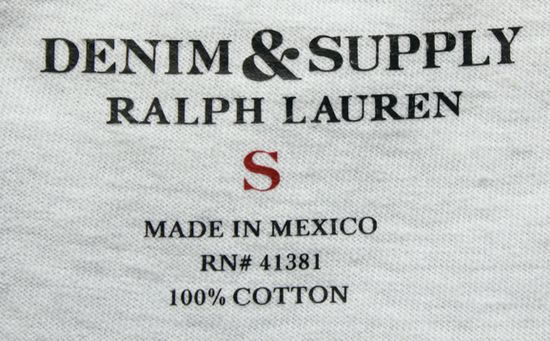 DENIM & SUPPLY
RALPH LAUREN
S
MADE IN MEXICO
RN# 41381
100% COTTON